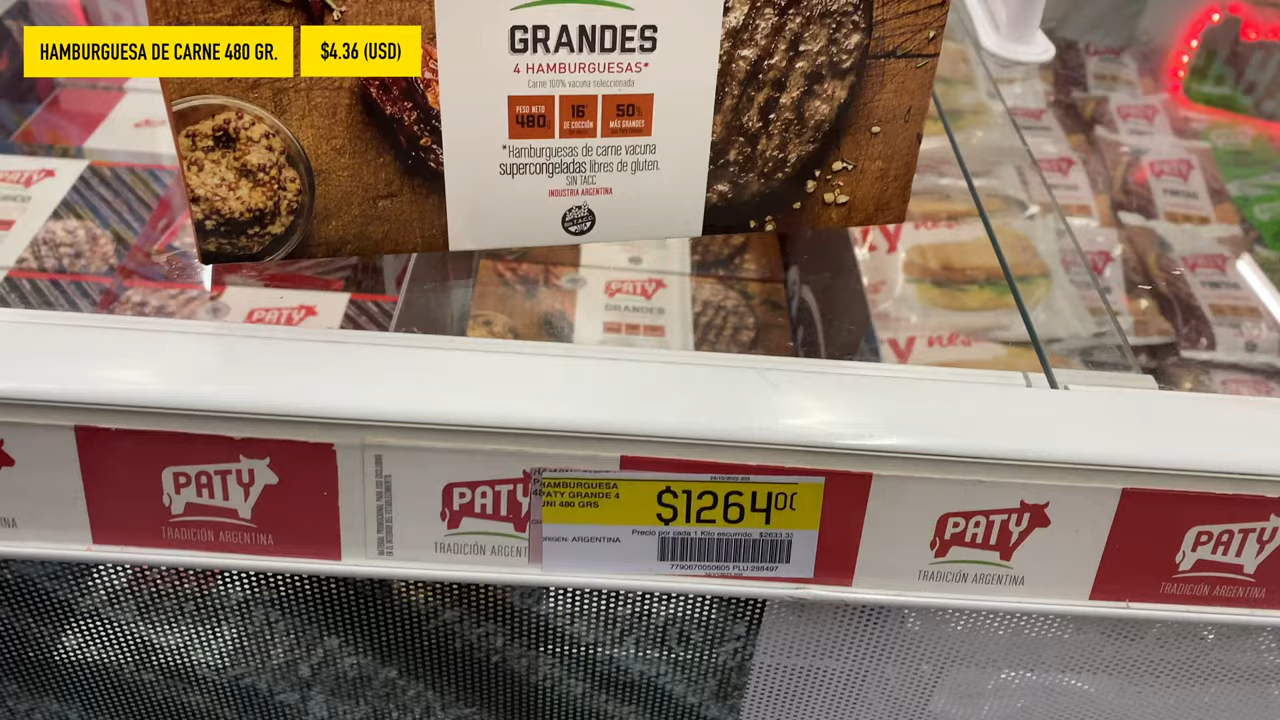 HAMBURGUESA DE CARNE 480 GR.
$4.36 (USD)
GRANDES
4 HAMBURGUESAS*
Carne 100% vacuna seleccionada
PESO NETO
480g
16'
DE COCCIÓN
50%
MÁS GRANDES
*Hamburguesas de carne vacuna
supercongeladas libres de gluten.
SIN TACC
INDUSTRIA ARGENTINA
SIN T.A.C.C.
PATY
PATY
GRANDES
PATY
TRADICIÓN ARGENTINA
PATY
TRADICIÓN ARGENT
HAMBURGUESA
PATY GRANDE 4
UNI 480 GRS
$1264
Precio por cada 1 Kilo escurrido. $2633.33
ORIGEN: ARGENTINA
7790670050605 PLU:298497
PATY
TRADICIÓN ARGENTINA
PATY
TRADICIÓN ARGENTINA